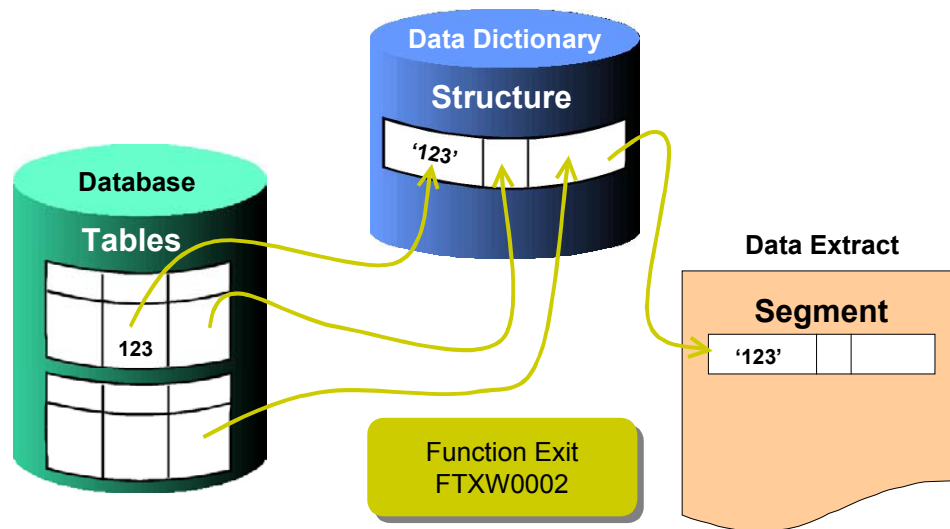 Data Dictionary
Structure
‘123’
Database
Tables
123
Data Extract
Segment
‘123’
Function Exit
FTXW0002